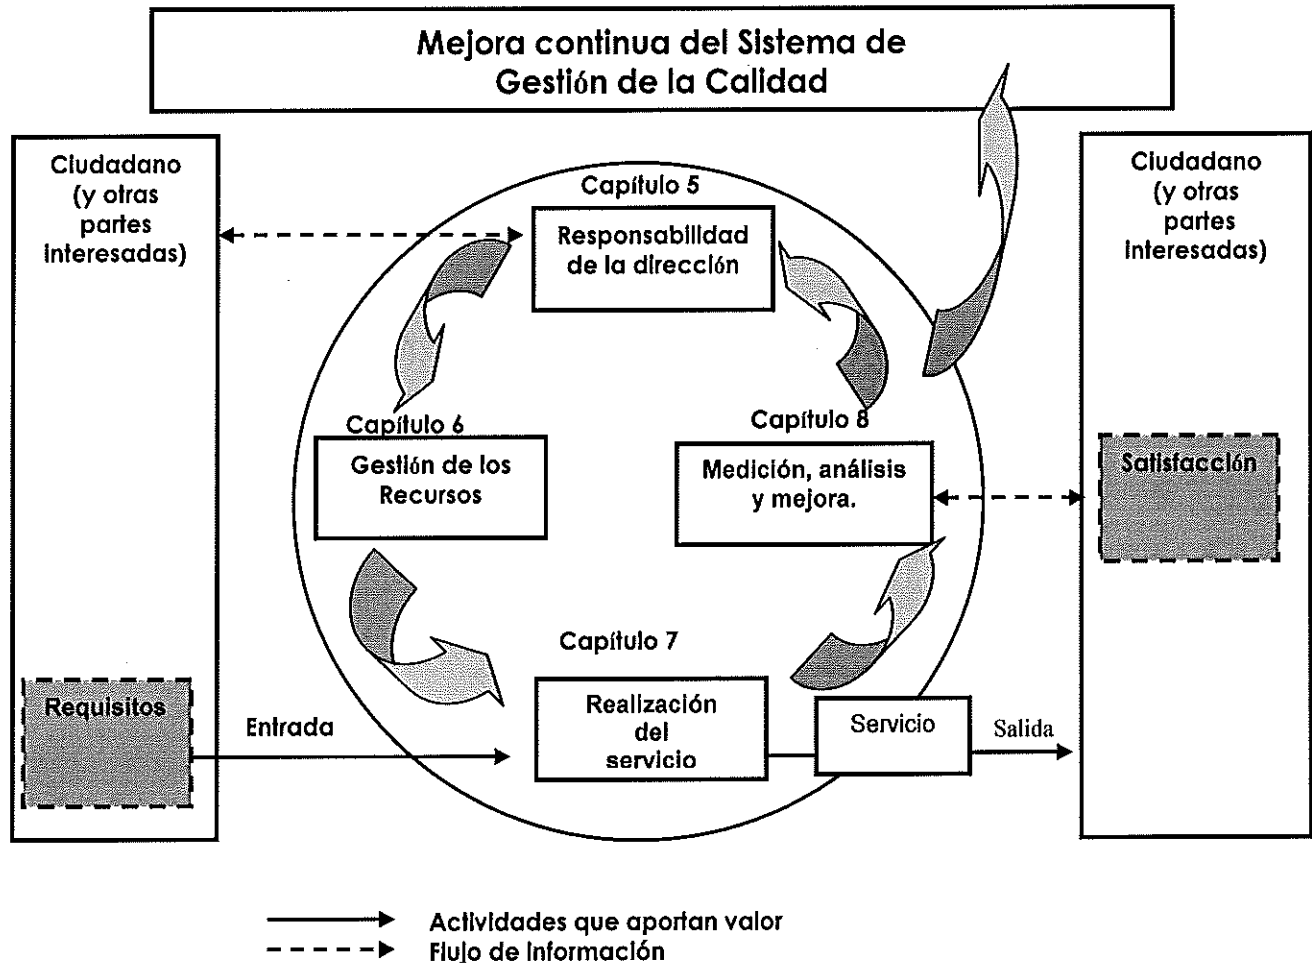 Mejora continua del Sistema de
Gestión de la Calidad
Ciudadano
(y otras
partes
interesadas)
Capítulo 5
Responsabilidad
de la dirección
Ciudadano
(y otras
partes
interesadas)
Capítulo 6
Gestión de los
Recursos
Capítulo 8
Medición, análisis
y mejora.
Satisfacción
Capítulo 7
Realización
del
servicio
Requisitos
Entrada
Servicio
Salida
Actividades que aportan valor
Flujo de información